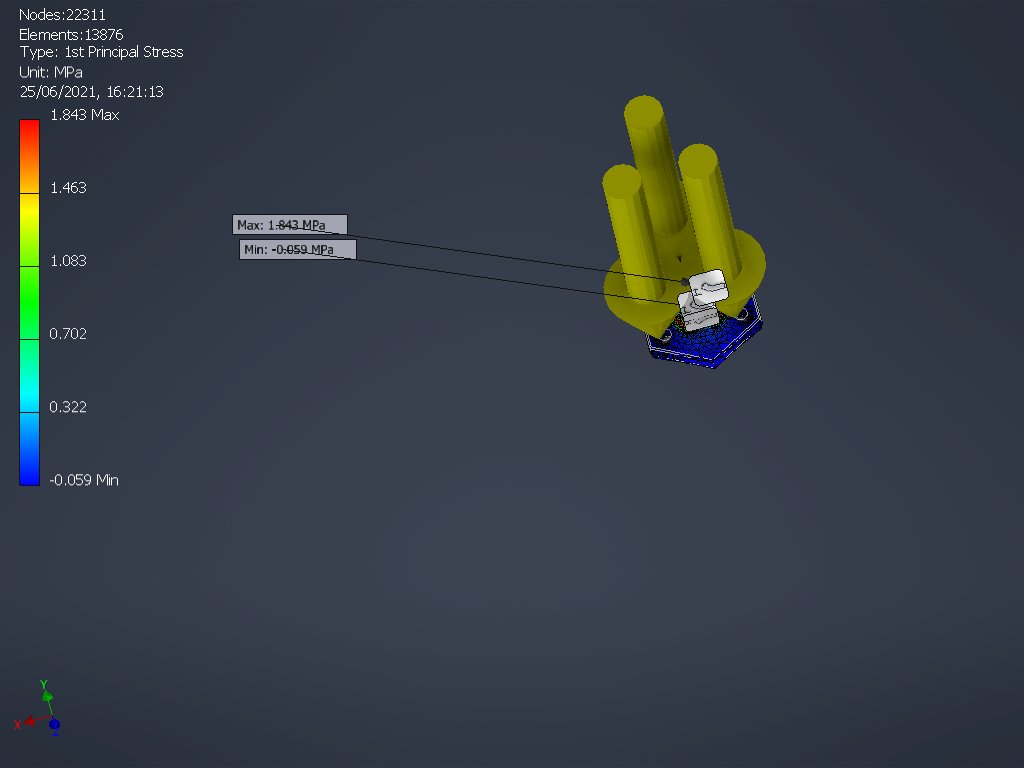 Nodes:22311
Elements:13876
Type: 1st Principal Stress
Unit: MPa
25/06/2021, 16:21:13
1.843 Max
1.463
1.083
0.702
0.322
-0.059 Min
Max: 1.843 MPa
Min: -0.059 MPa
Y
X
Z